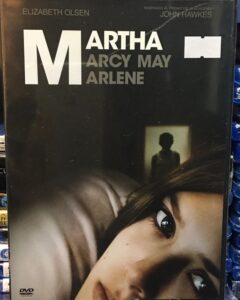 ELIZABETH OLSEN
JOHN HAWKES
MARTHA
MARCY MAY
MARLENE
DVD